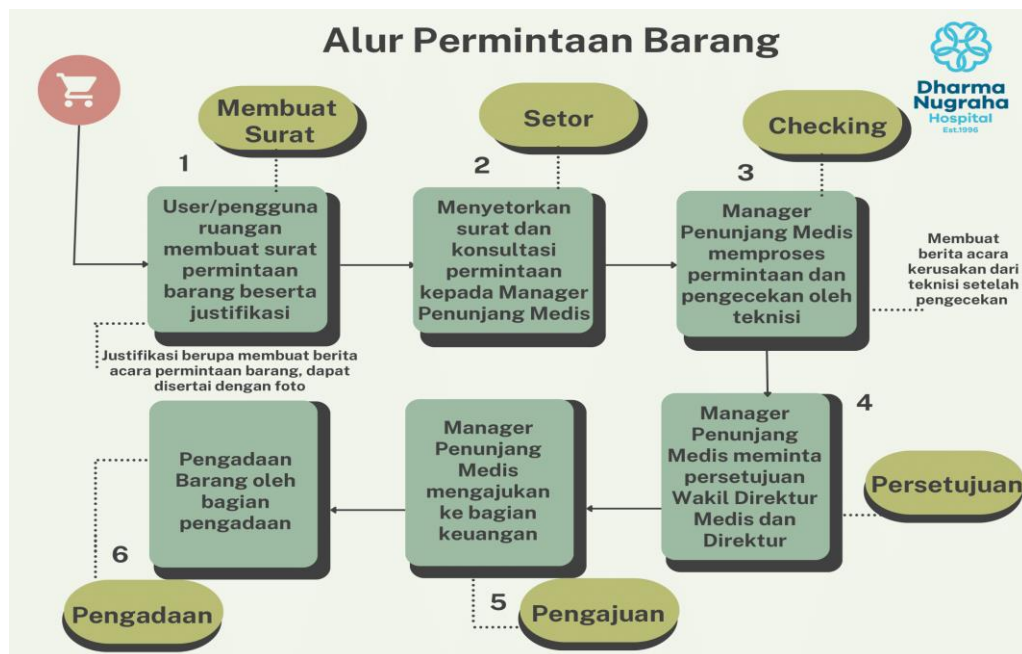 Alur Permintaan Barang
Dharma
Nugraha
Hospital
Est.1996
Membuat
Surat
1
User/pengguna
ruangan
membuat surat
permintaan
barang beserta
justifikasi
Justifikasi berupa membuat berita
acara permintaan barang, dapat
disertai dengan foto
Setor
2
Menyetorkan
surat dan
konsultasi
permintaan
kepada Manager
Penunjang Medis
Checking
3
Manager
Penunjang Medis
memproses
permintaan dan
pengecekan oleh
teknisi
Membuat
berita acara
kerusakan dari
teknisi setelah
pengecekan
4
Manager
Penunjang
Medis meminta
persetujuan
Wakil Direktur
Medis dan
Direktur
Persetujuan
Manager
Penunjang
Medis
mengajukan
ke bagian
keuangan
5
Pengajuan
Pengadaan
Barang oleh
bagian
pengadaan
6
Pengadaan